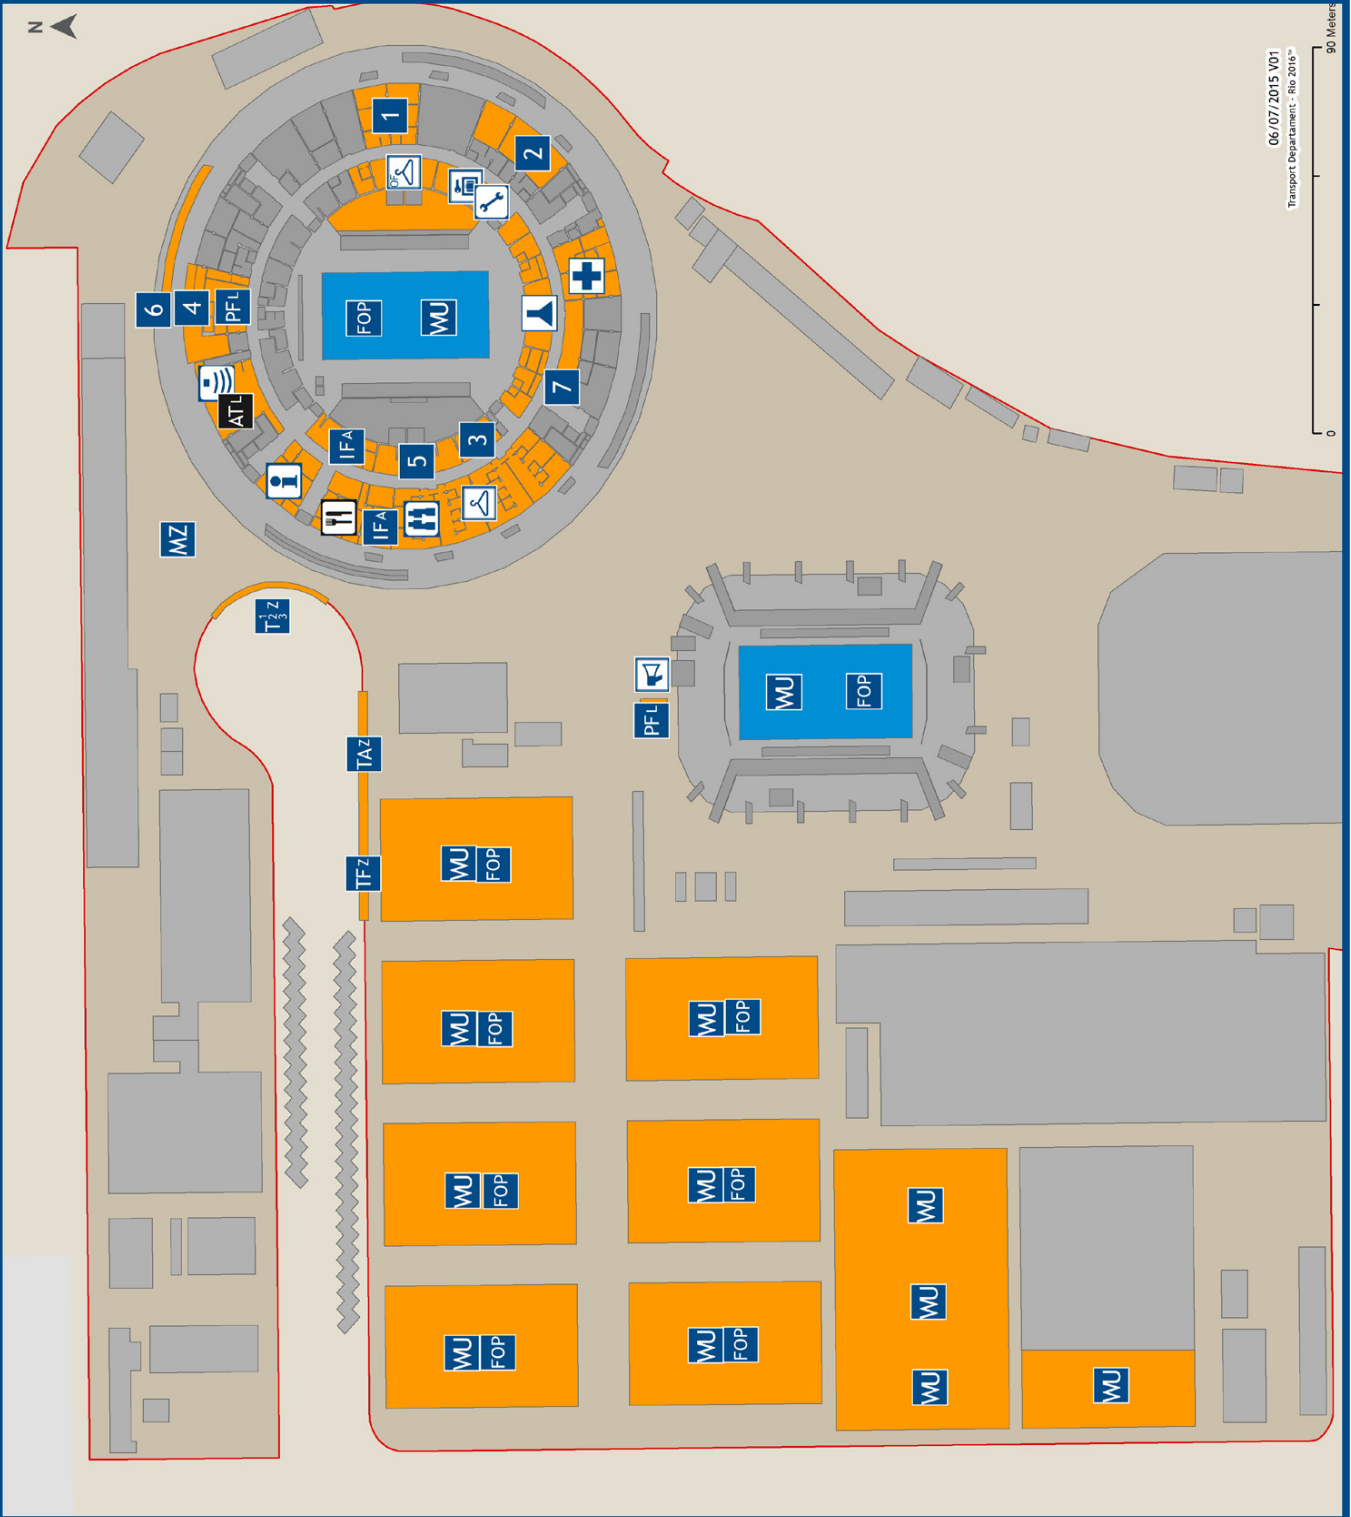 N
06/07/2015 V01
Transport Departament - Rio 2016™
90 Meters
0
1
2
OF
6
4
PFL
FOP
WU
7
ATL
IFA
5
3
IFA
MZ
T 1 2 3 Z
TAZ
TFZ
PFL
WU
FOP
WU
FOP
WU
FOP
WU
FOP
WU
FOP
WU
FOP
WU
FOP
WU
FOP
WU
WU
WU
WU